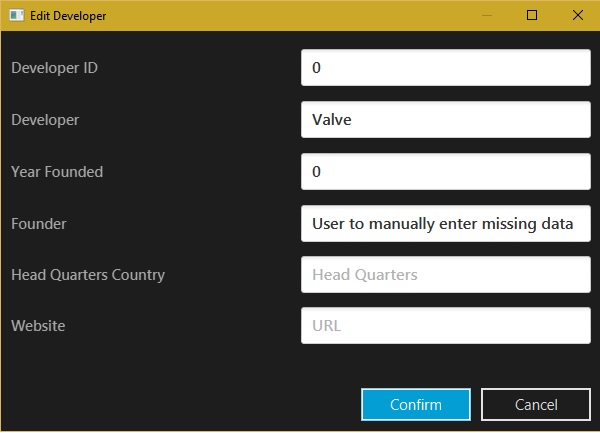 Edit Developer
Developer ID 0
Developer Valve
Year Founded 0
Founder User to manually enter missing data
Head Quarters Country Head Quarters
Website URL
Confirm Cancel